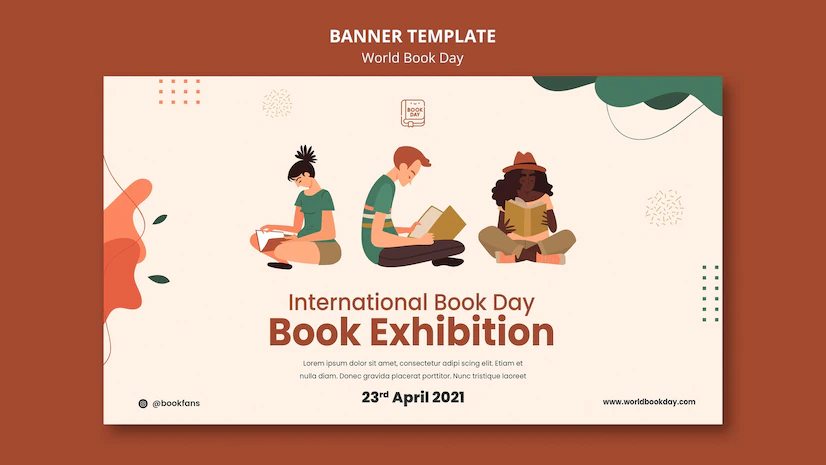 BANNER TEMPLATE
World Book Day
BOOK
DAY
International Book Day
Book Exhibition
Lorem ipsum dolor sit amet, consectetur adipi scing elit. Etiam et
nulla diam. Donec gravida placerat porttitor. Nunc tristique laoreet
23rd April 2021
@bookfans
www.worldbookday.com